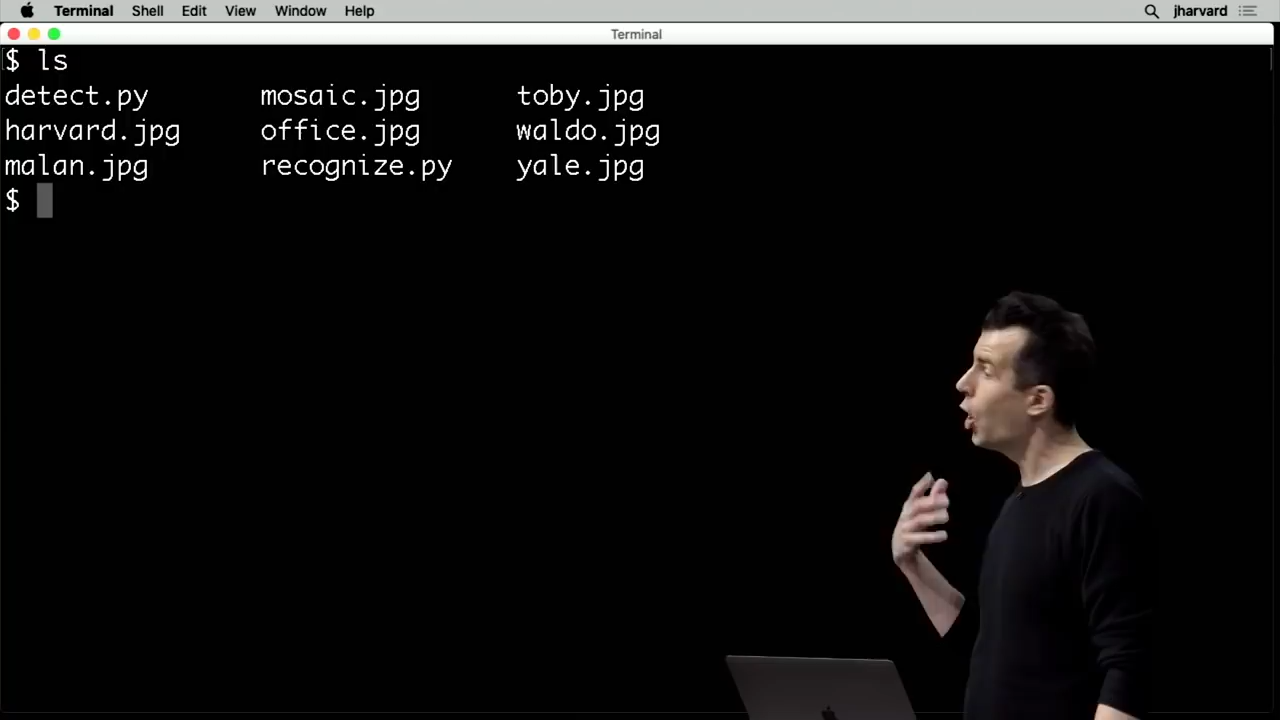 Terminal Shell Edit View Window Help jharvard
Terminal
$ ls
detect.py mosaic.jpg toby.jpg
harvard.jpg office.jpg waldo.jpg
malan.jpg recognize.py yale.jpg
$